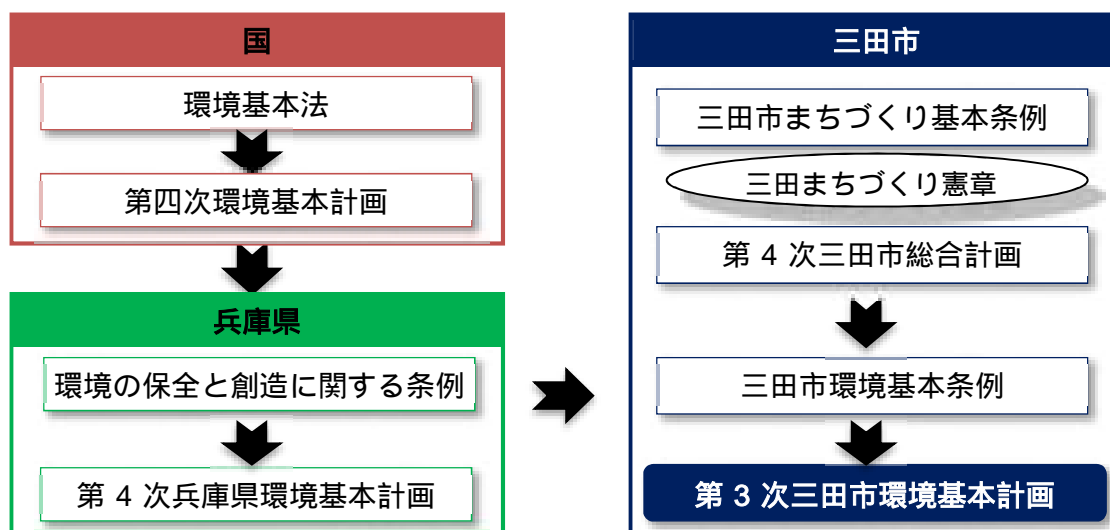 国
環境基本法
第四次環境基本計画
兵庫県
環境の保全と創造に関する条例
第 4 次兵庫県環境基本計画
三田市
三田市まちづくり基本条例
三田まちづくり憲章
第 4 次三田市総合計画
三田市環境基本条例
第 3 次三田市環境基本計画